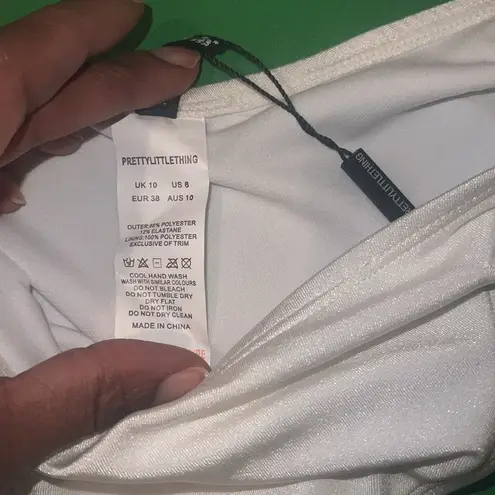 PRETTYLITTLETHING
UK 10 US 6
EUR 38 AUS 10
OUTER:88% POLYESTER
12% ELASTANE
LINING:100% POLYESTER
EXCLUSIVE OF TRIM
COOL HAND WASH
WASH WITH SIMILAR COLOURS
DO NOT BLEACH
DO NOT TUMBLE DRY
DRY FLAT
DO NOT IRON
DO NOT DRY CLEAN
MADE IN CHINA
PRETTYLITTLETHING